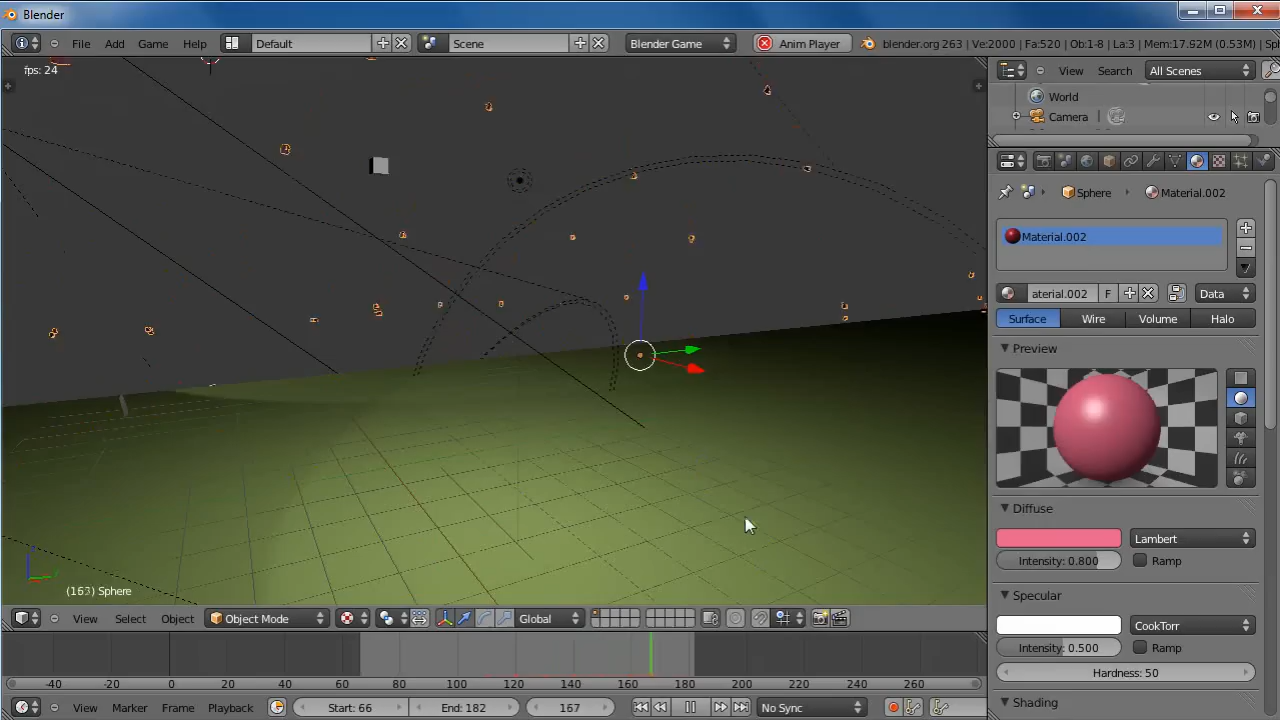 Blender
File Add Game Help Default Scene Blender Game Anim Player blender.org 263 | Ve:2000 | Fa:520 | Ob:1-8 | La:3 | Mem:17.92M (0.53M) | Sp
fps: 24
View Search All Scenes
World
Camera
Sphere Material.002
Material.002
aterial.002 F Data
Surface Wire Volume Halo
Preview
Diffuse
Lambert
Intensity: 0.800 Ramp
Specular
CookTorr
Intensity: 0.500 Ramp
Hardness: 50
Shading
(167) Sphere
View Select Object Object Mode Global
-40 -20 0 20 40 60 80 100 120 140 160 180 200 220 240 260
View Marker Frame Playback Start: 66 End: 182 167 No Sync